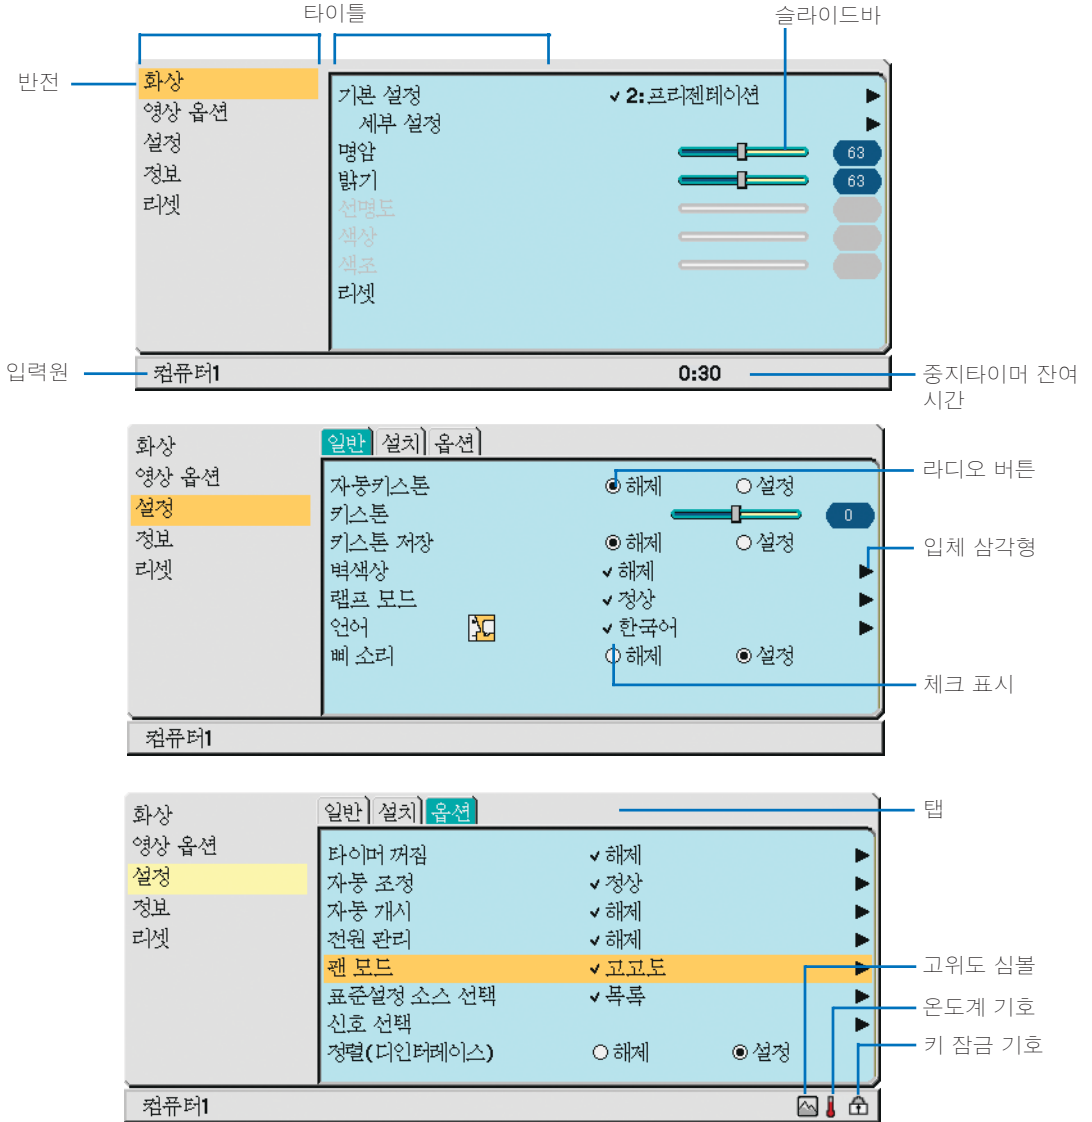 타이틀
슬라이드바
반전
화상
영상 옵션
설정
정보
리셋
기본 설정 2:프리젠테이션
세부 설정
명암 63
밝기 63
선명도
색상
색조
리셋
입력원
컴퓨터1 0:30
중지타이머 잔여
시간
화상
영상 옵션
설정
정보
리셋
일반 설치 옵션
자동키스톤 해제 설정
키스톤 0
키스톤 저장 해제 설정
벽색상 해제
램프 모드 정상
언어 한국어
삐 소리 해제 설정
라디오 버튼
입체 삼각형
체크 표시
컴퓨터1
화상
영상 옵션
설정
정보
리셋
일반 설치 옵션
탭
타이머 꺼짐 해제
자동 조정 정상
자동 개시 해제
전원 관리 해제
팬 모드 고고도
표준설정 소스 선택 목록
신호 선택
정렬(디인터레이스) 해제 설정
고위도 심볼
온도계 기호
키 잠금 기호
컴퓨터1